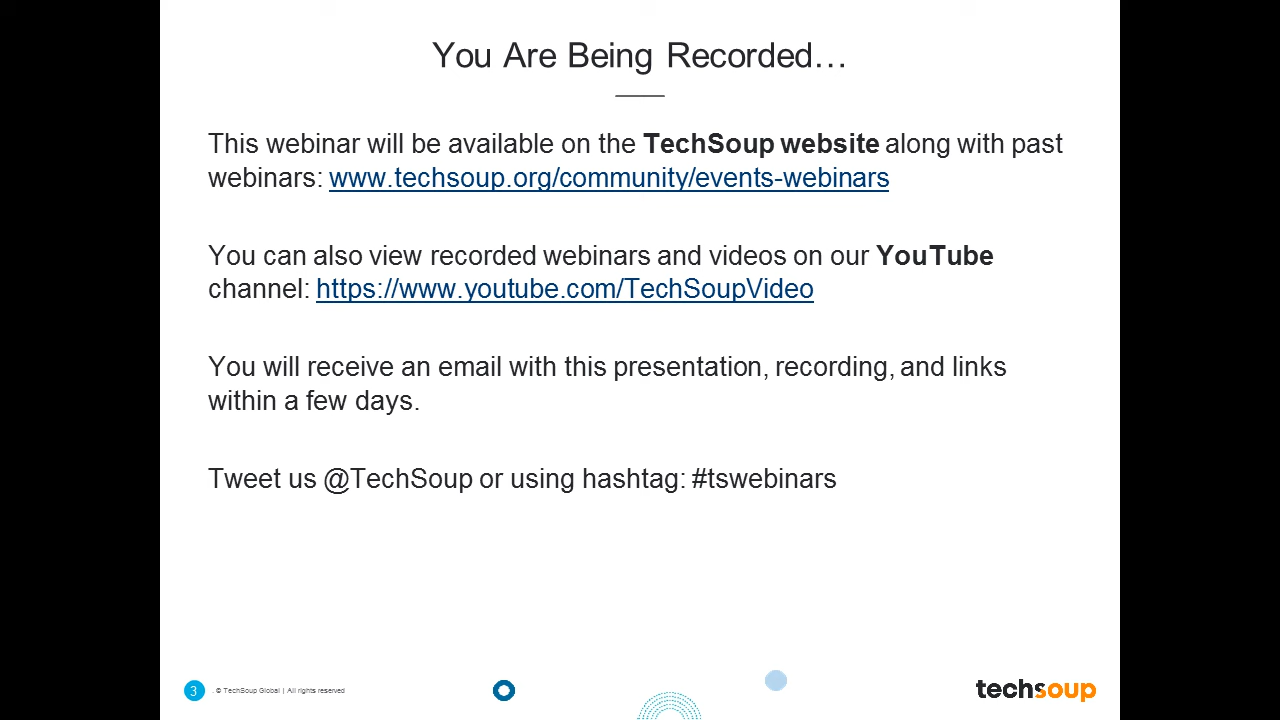 You Are Being Recorded…
This webinar will be available on the TechSoup website along with past
webinars: www.techsoup.org/community/events-webinars
You can also view recorded webinars and videos on our YouTube
channel: https://www.youtube.com/TechSoupVideo
You will receive an email with this presentation, recording, and links
within a few days.
Tweet us @TechSoup or using hashtag: #tswebinars
3 . © TechSoup Global | All rights reserved
techsoup